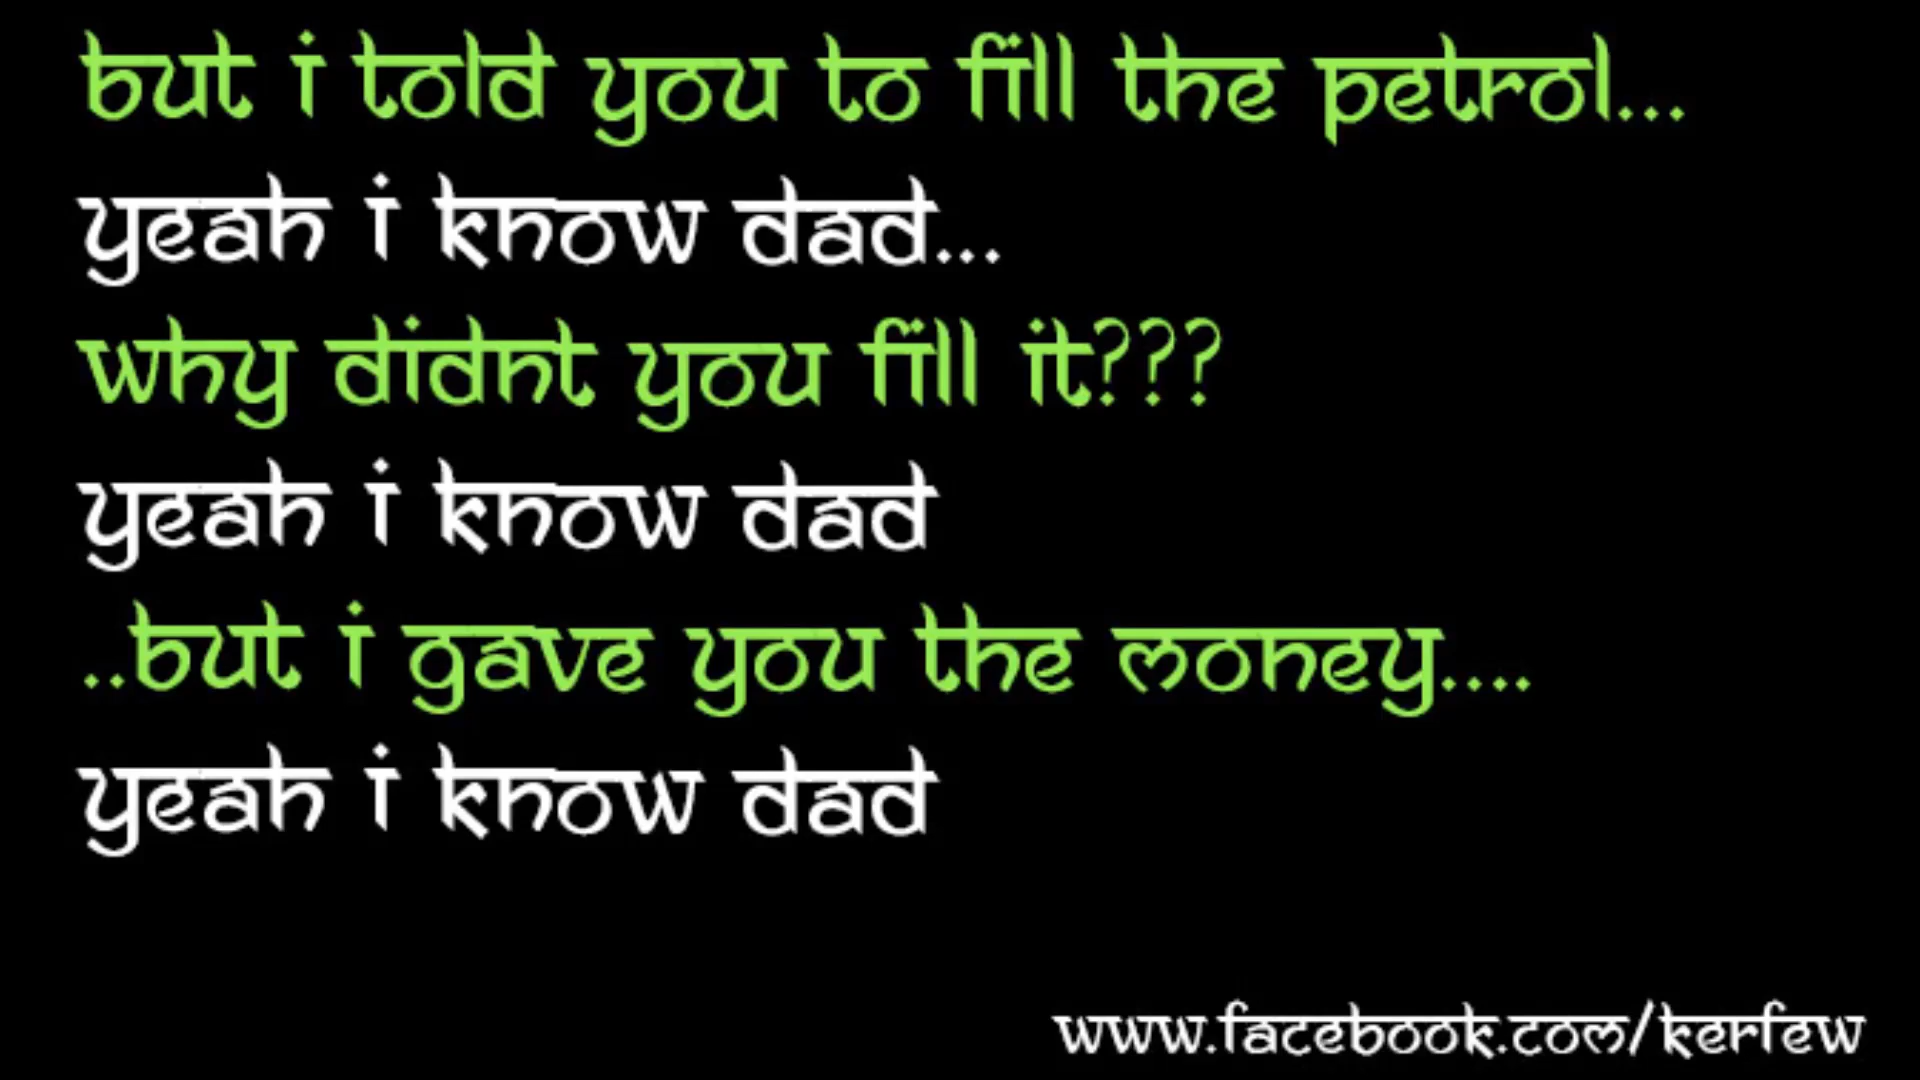 but i told you to fill the petrol...
yeah i know dad...
why didnt you fill it???
yeah i know dad
..but i gave you the money....
yeah i know dad
www.facebook.com/kerfew